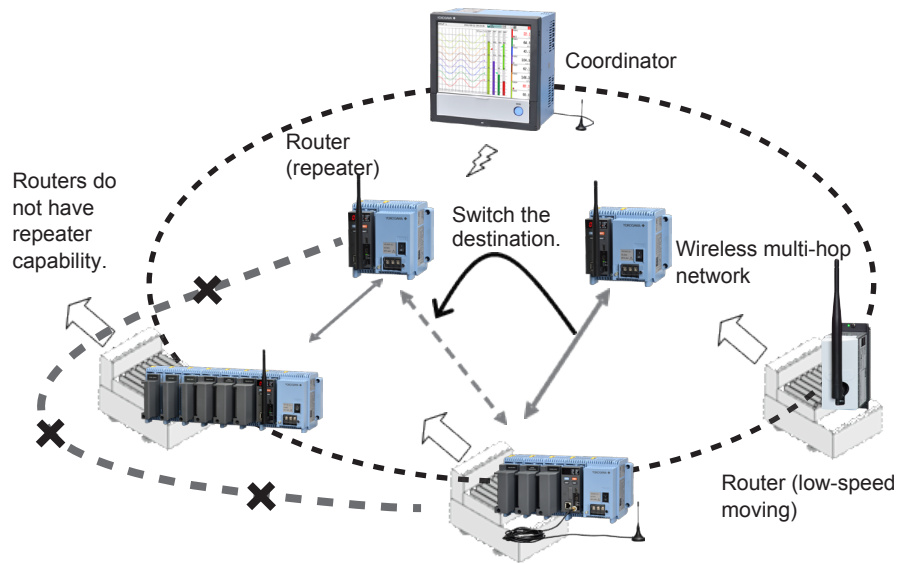 Coordinator
Router
(repeater)
Routers do
not have
repeater
capability.
Switch the
destination.
Wireless multi-hop
network
Router (low-speed
moving)